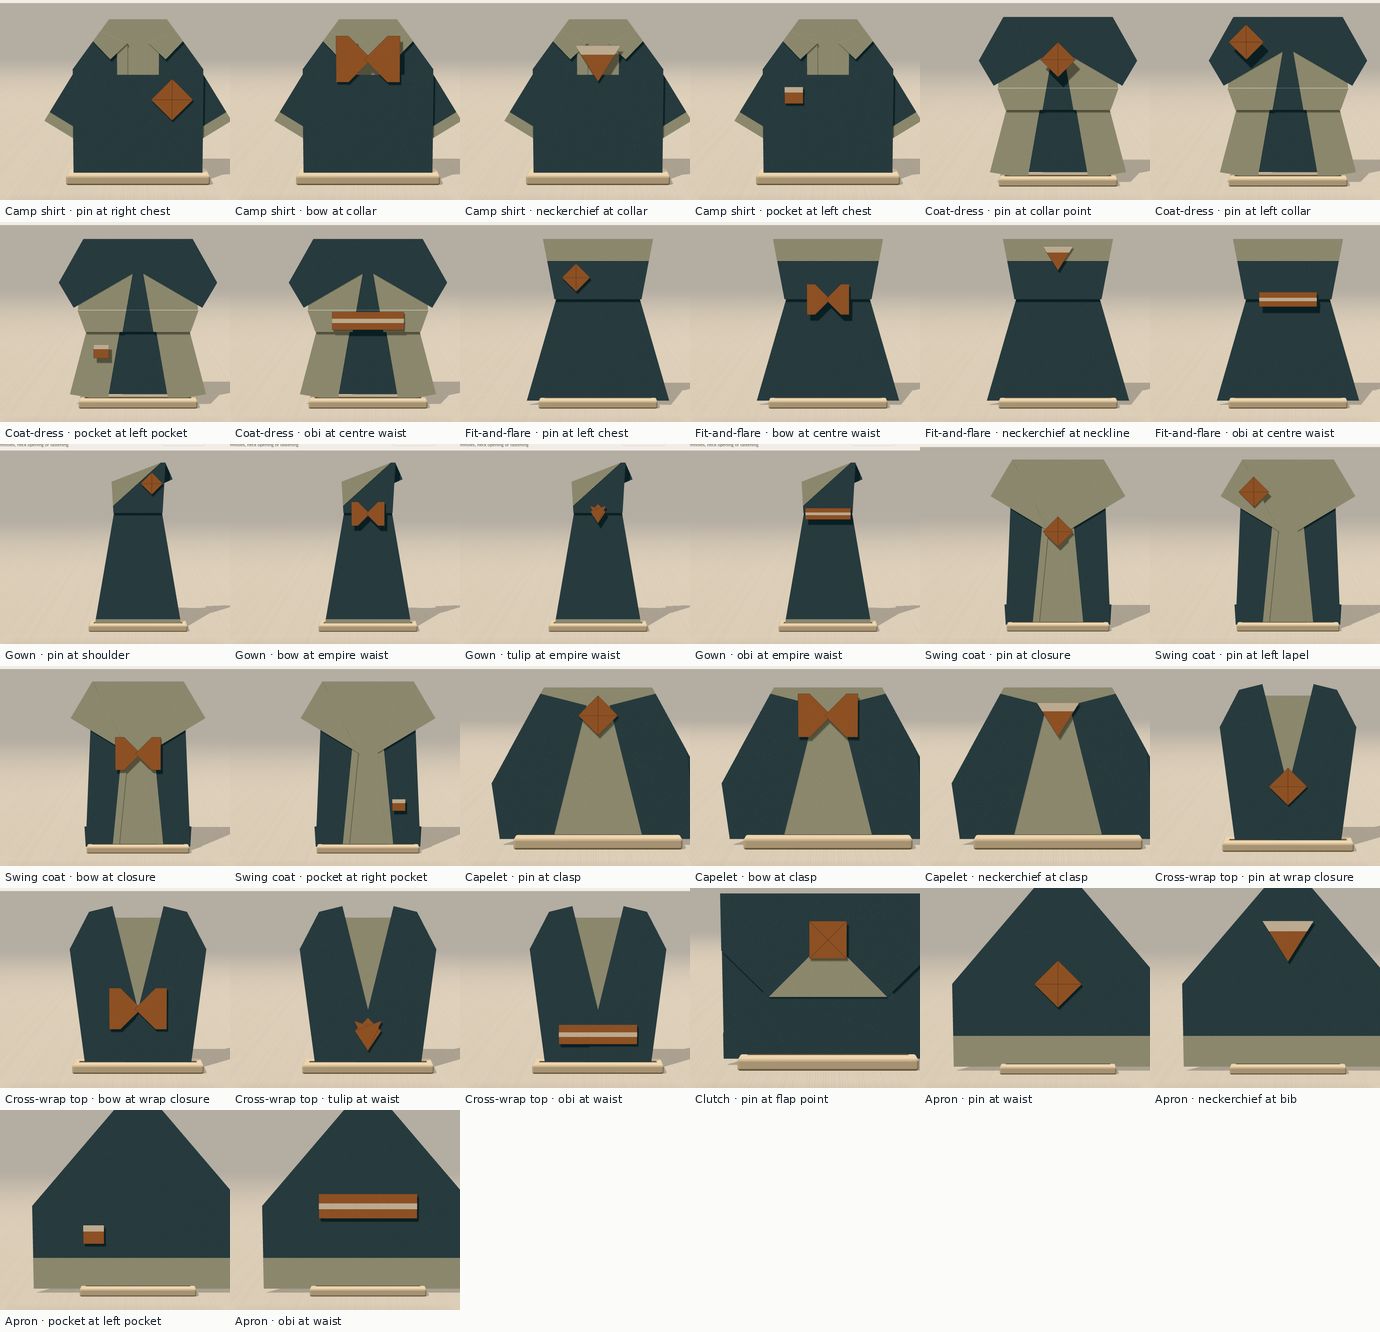 Camp shirt · pin at right chest
Camp shirt · bow at collar
Camp shirt · neckerchief at collar
Camp shirt · pocket at left chest
Coat-dress · pin at collar point
Coat-dress · pin at left collar
Coat-dress · pocket at left pocket
Coat-dress · obi at centre waist
Fit-and-flare · pin at left chest
Fit-and-flare · bow at centre waist
Fit-and-flare · neckerchief at neckline
Fit-and-flare · obi at centre waist
Gown · pin at shoulder
Gown · bow at empire waist
Gown · tulip at empire waist
Gown · obi at empire waist
Swing coat · pin at closure
Swing coat · pin at left lapel
Swing coat · bow at closure
Swing coat · pocket at right pocket
Capelet · pin at clasp
Capelet · bow at clasp
Capelet · neckerchief at clasp
Cross-wrap top · pin at wrap closure
Cross-wrap top · bow at wrap closure
Cross-wrap top · tulip at waist
Cross-wrap top · obi at waist
Clutch · pin at flap point
Apron · pin at waist
Apron · neckerchief at bib
Apron · pocket at left pocket
Apron · obi at waist